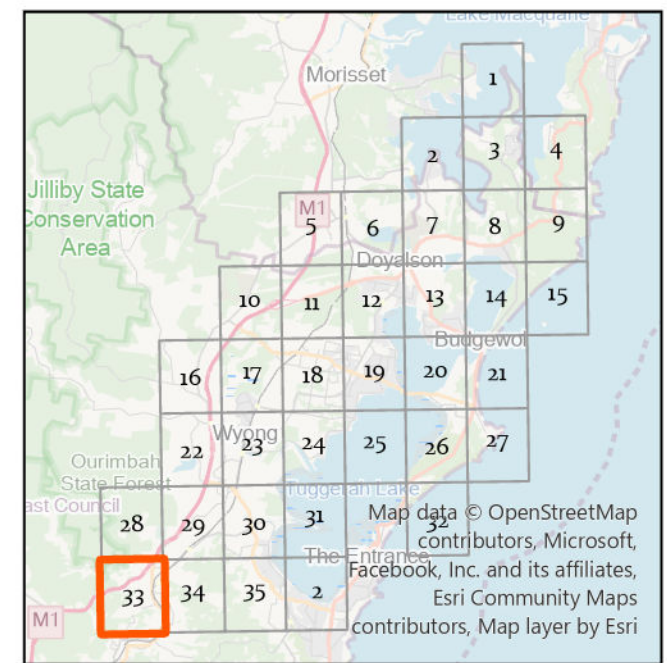 Lake Macquarie
Morisset
1
2
3
4
Jilliby State
Conservation
Area
M1
5
6
7
8
9
Doyalson
10
11
12
13
14
15
Budgewoi
16
17
18
19
20
21
Wyong
22
23
24
25
26
27
Ourimbah
State Forest
ast Council
Tuggerah Lake
28
29
30
31
32
Map data © OpenStreetMap
contributors, Microsoft,
The Entrance
Facebook, Inc. and its affiliates,
33
34
35
2
Esri Community Maps
M1
contributors, Map layer by Esri